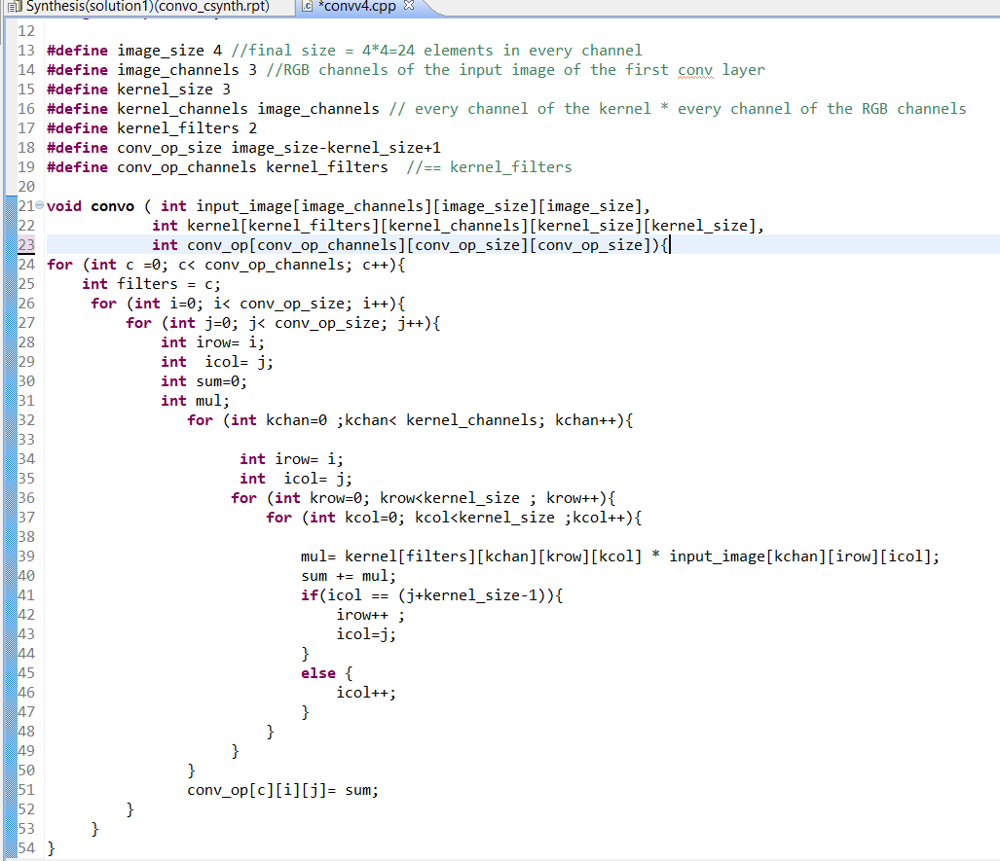 Synthesis(solution1)(convo_csynth.rpt) *convv4.cpp
12
13 #define image_size 4 //final size = 4*4=24 elements in every channel
14 #define image_channels 3 //RGB channels of the input image of the first conv layer
15 #define kernel_size 3
16 #define kernel_channels image_channels // every channel of the kernel * every channel of the RGB channels
17 #define kernel_filters 2
18 #define conv_op_size image_size-kernel_size+1
19 #define conv_op_channels kernel_filters //== kernel_filters
20
21 void convo ( int input_image[image_channels][image_size][image_size],
22 int kernel[kernel_filters][kernel_channels][kernel_size][kernel_size],
23 int conv_op[conv_op_channels][conv_op_size][conv_op_size]){
24 for (int c =0; c< conv_op_channels; c++){
25 int filters = c;
26 for (int i=0; i< conv_op_size; i++){
27 for (int j=0; j< conv_op_size; j++){
28 int irow= i;
29 int icol= j;
30 int sum=0;
31 int mul;
32 for (int kchan=0 ;kchan< kernel_channels; kchan++){
33
34 int irow= i;
35 int icol= j;
36 for (int krow=0; krow<kernel_size ; krow++){
37 for (int kcol=0; kcol<kernel_size ;kcol++){
38
39 mul= kernel[filters][kchan][krow][kcol] * input_image[kchan][irow][icol];
40 sum += mul;
41 if(icol == (j+kernel_size-1)){
42 irow++ ;
43 icol=j;
44 }
45 else {
46 icol++;
47 }
48 }
49 }
50 }
51 conv_op[c][i][j]= sum;
52 }
53 }
54 }